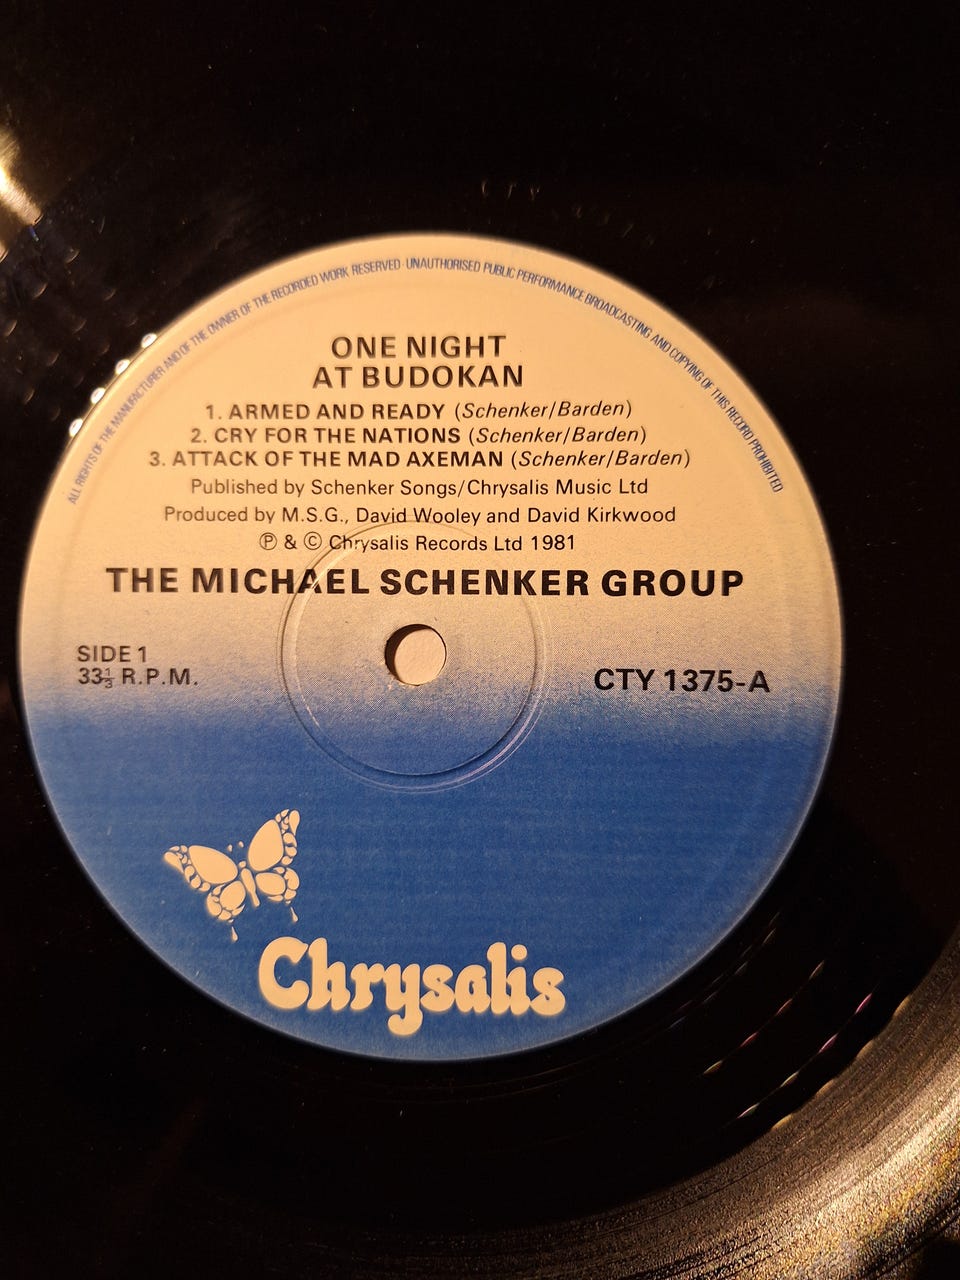 ALL RIGHTS OF THE MANUFACTURER AND OF THE OWNER OF THE RECORDED WORK RESERVED · UNAUTHORISED PUBLIC PERFORMANCE BROADCASTING AND COPYING OF THIS RECORD PROHIBITED
ONE NIGHT
AT BUDOKAN
1. ARMED AND READY (Schenker/Barden)
2. CRY FOR THE NATIONS (Schenker/Barden)
3. ATTACK OF THE MAD AXEMAN (Schenker/Barden)
Published by Schenker Songs/Chrysalis Music Ltd
Produced by M.S.G., David Wooley and David Kirkwood
Ⓟ & © Chrysalis Records Ltd 1981
THE MICHAEL SCHENKER GROUP
SIDE 1
33⅓ R.P.M.
CTY 1375-A
Chrysalis